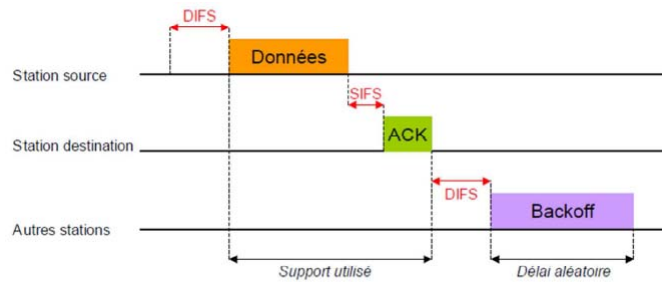 DIFS
Données
Station source
SIFS
ACK
Station destination
DIFS
Backoff
Autres stations
Support utilisé
Délai aléatoire